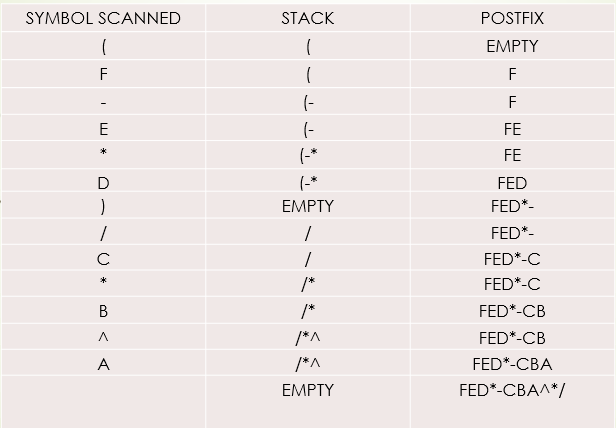 SYMBOL SCANNED STACK POSTFIX
( ( EMPTY
F ( F
- (- F
E (- FE
* (-* FE
D (-* FED
) EMPTY FED*-
/ / FED*-
C / FED*-C
* /* FED*-C
B /* FED*-CB
^ /*^ FED*-CB
A /*^ FED*-CBA
EMPTY FED*-CBA^*/